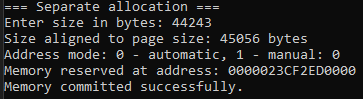 === Separate allocation ===
Enter size in bytes: 44243
Size aligned to page size: 45056 bytes
Address mode: 0 - automatic, 1 - manual: 0
Memory reserved at address: 0000023CF2ED0000
Memory committed successfully.